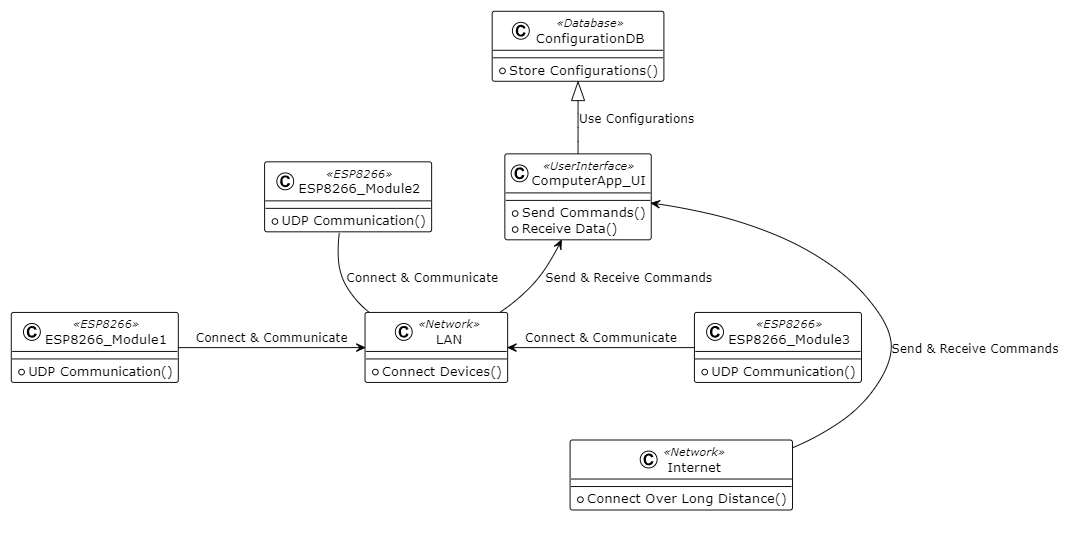 «Database»
C
ConfigurationDB
Store Configurations()
Use Configurations
«UserInterface»
C
ComputerApp_UI
Send Commands()
Receive Data()
«ESP8266»
C
ESP8266_Module2
UDP Communication()
Connect & Communicate
Send & Receive Commands
«ESP8266»
C
ESP8266_Module1
UDP Communication()
Connect & Communicate
«Network»
C
LAN
Connect Devices()
Connect & Communicate
«ESP8266»
C
ESP8266_Module3
UDP Communication()
Send & Receive Commands
«Network»
C
Internet
Connect Over Long Distance()